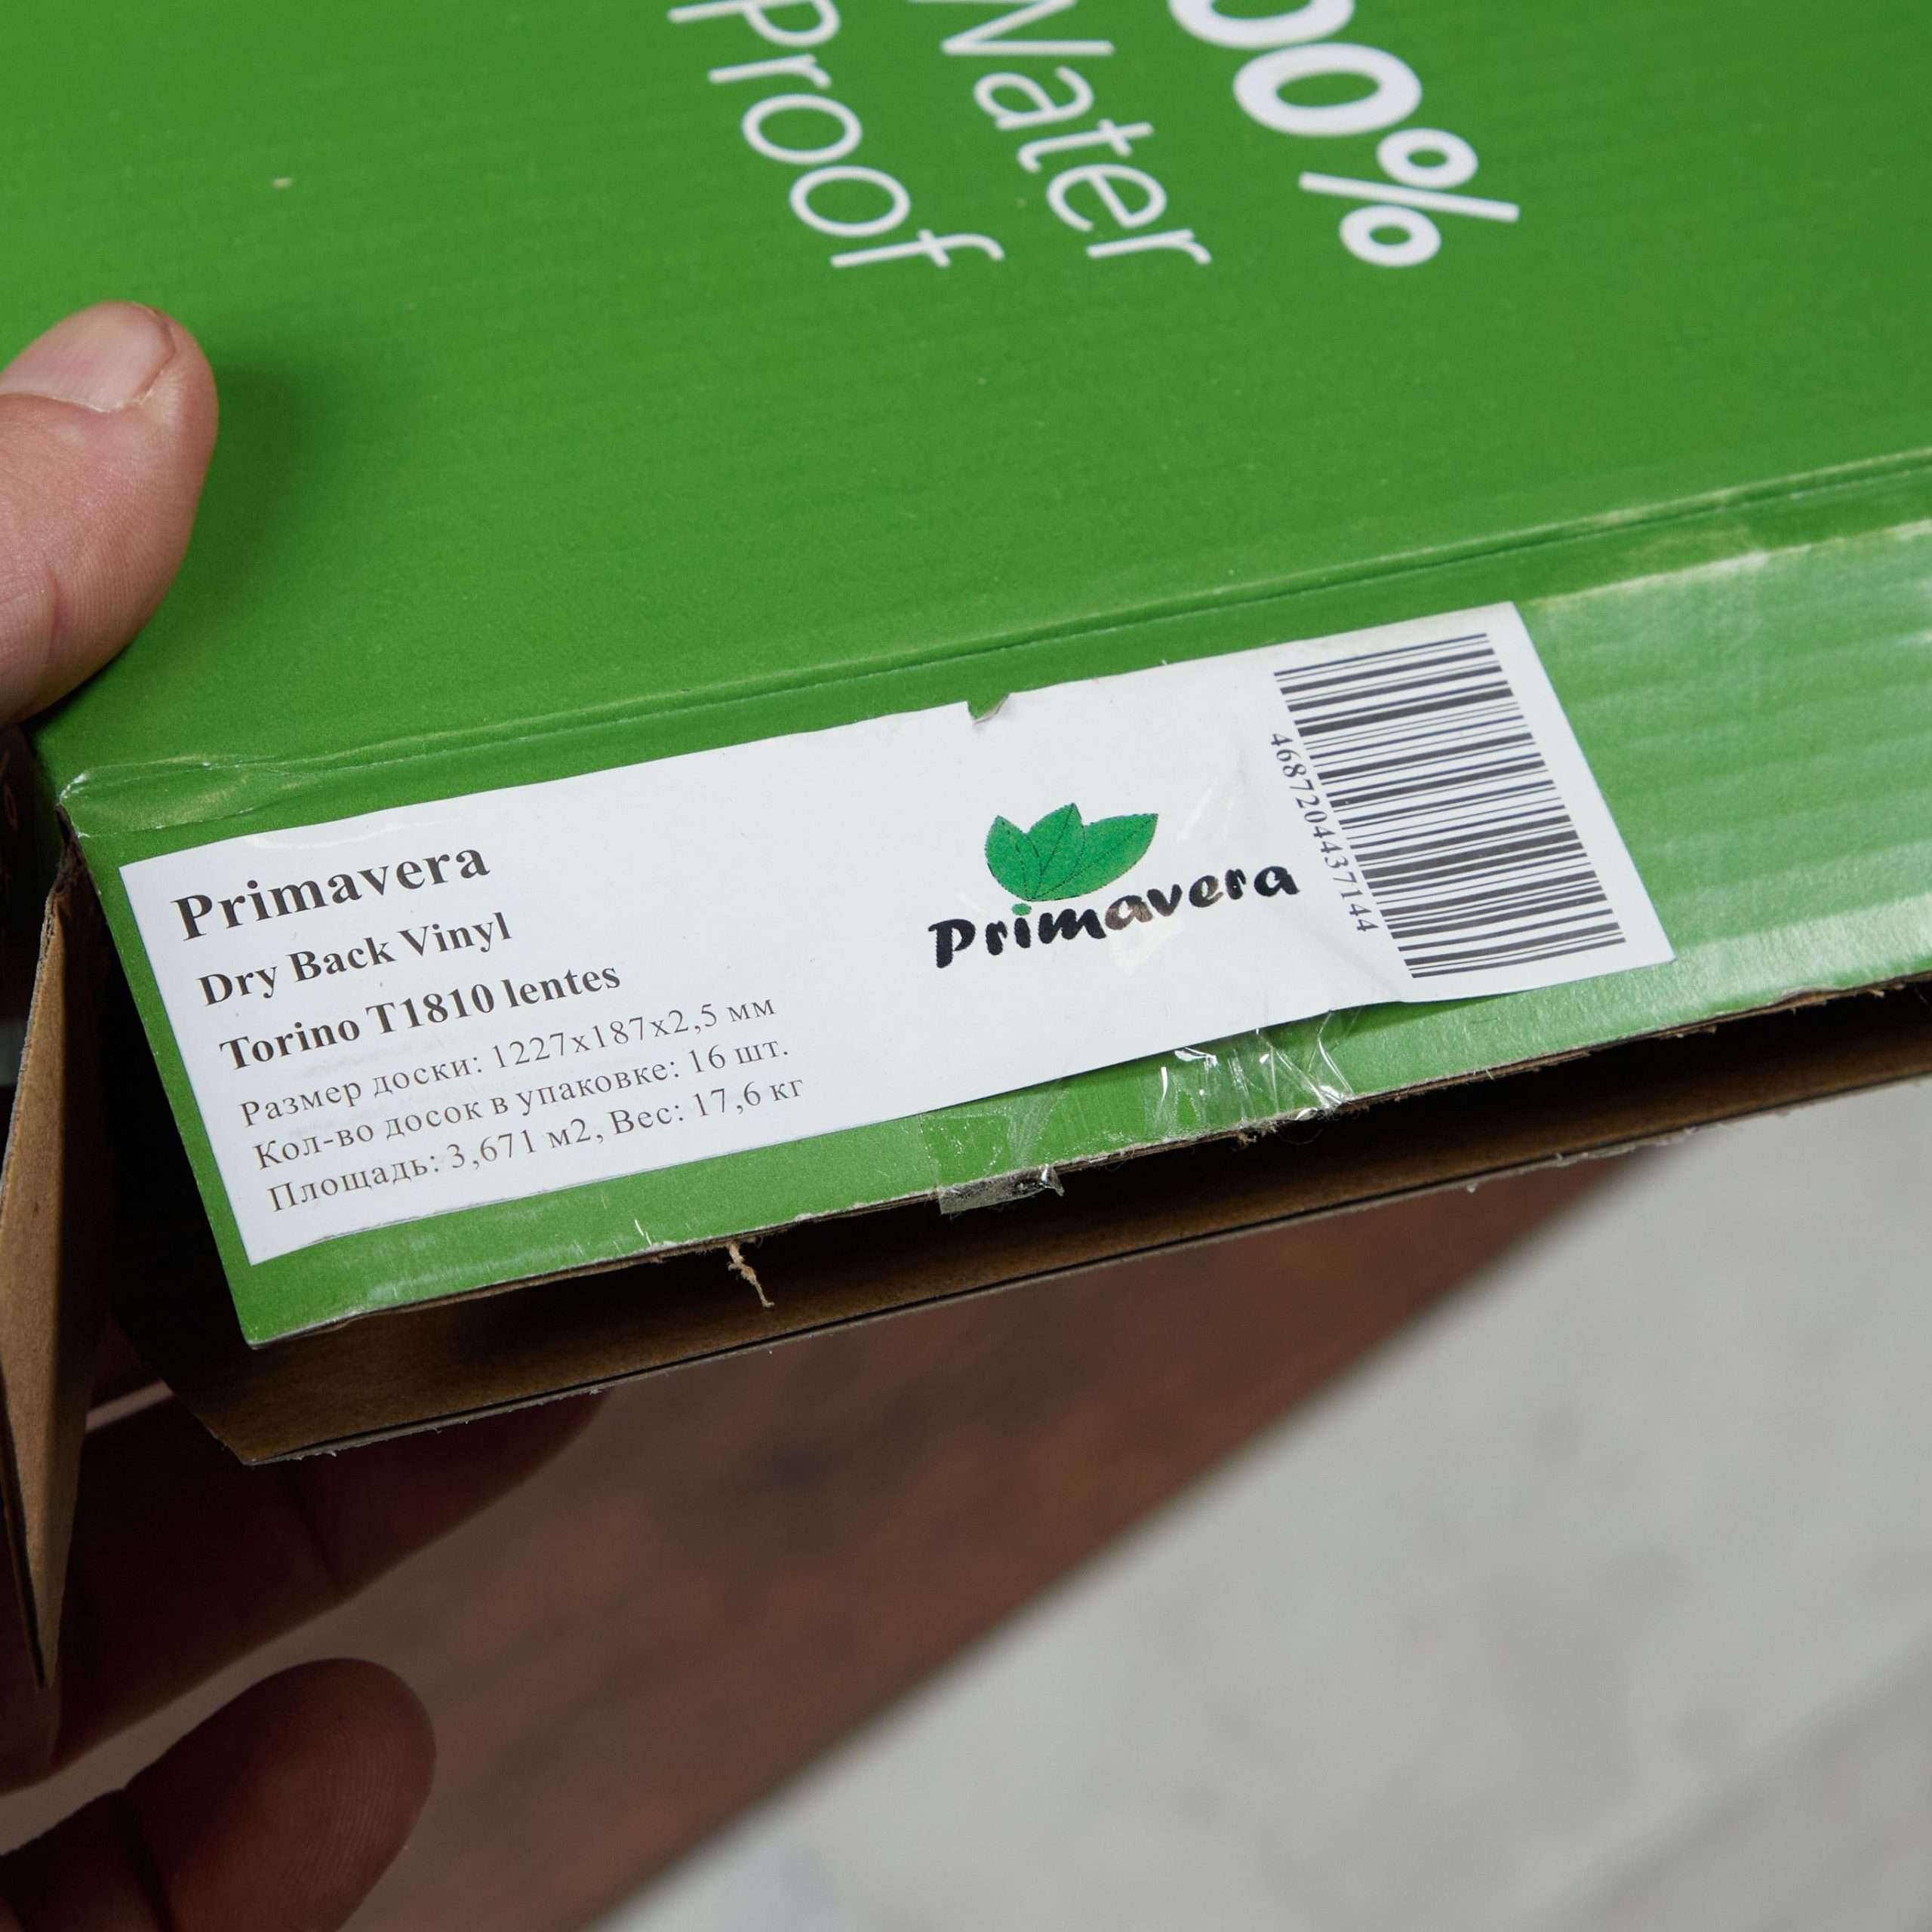 00%
Water
Proof
Primavera
Dry Back Vinyl
Torino T1810 lentes
Размер доски: 1227x187x2,5 мм
Кол-во досок в упаковке: 16 шт.
Площадь: 3,671 м2, Вес: 17,6 кг
Primavera
4687204437144